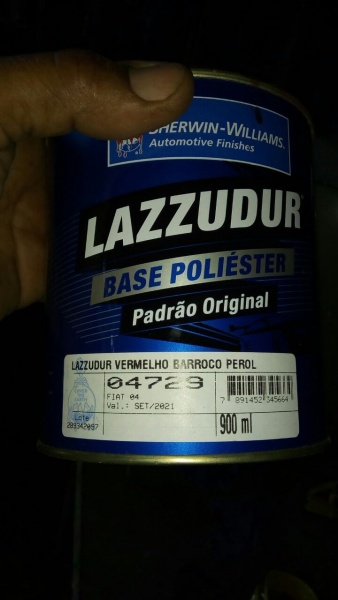 SHERWIN-WILLIAMS.
Automotive Finishes
LAZZUDUR
BASE POLIÉSTER
Padrão Original
LAZZUDUR VERMELHO BARROCO PEROL
04729
FIAT 04
Val.: SET/2021
7 891452 345664
Lote
900 ml